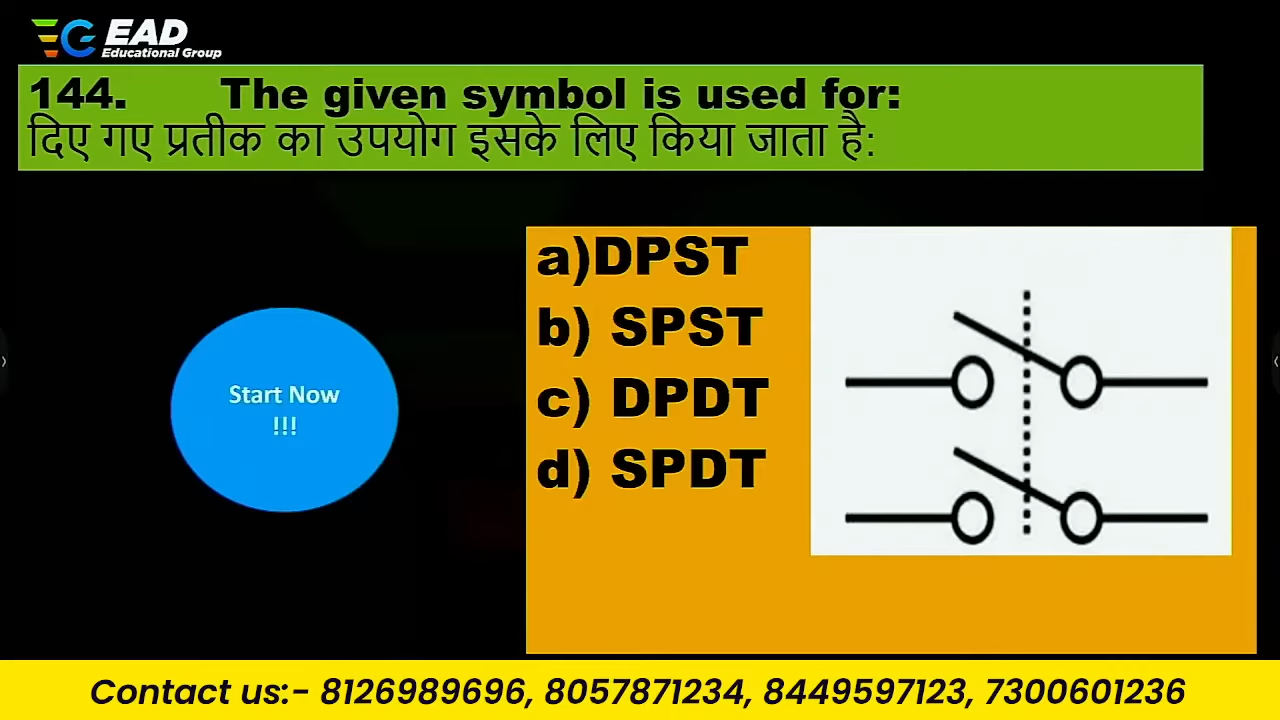 EAD
Educational Group
144. The given symbol is used for:
दिए गए प्रतीक का उपयोग इसके लिए किया जाता है:
Start Now
!!!
a)DPST
b) SPST
c) DPDT
d) SPDT
Contact us:- 8126989696, 8057871234, 8449597123, 7300601236